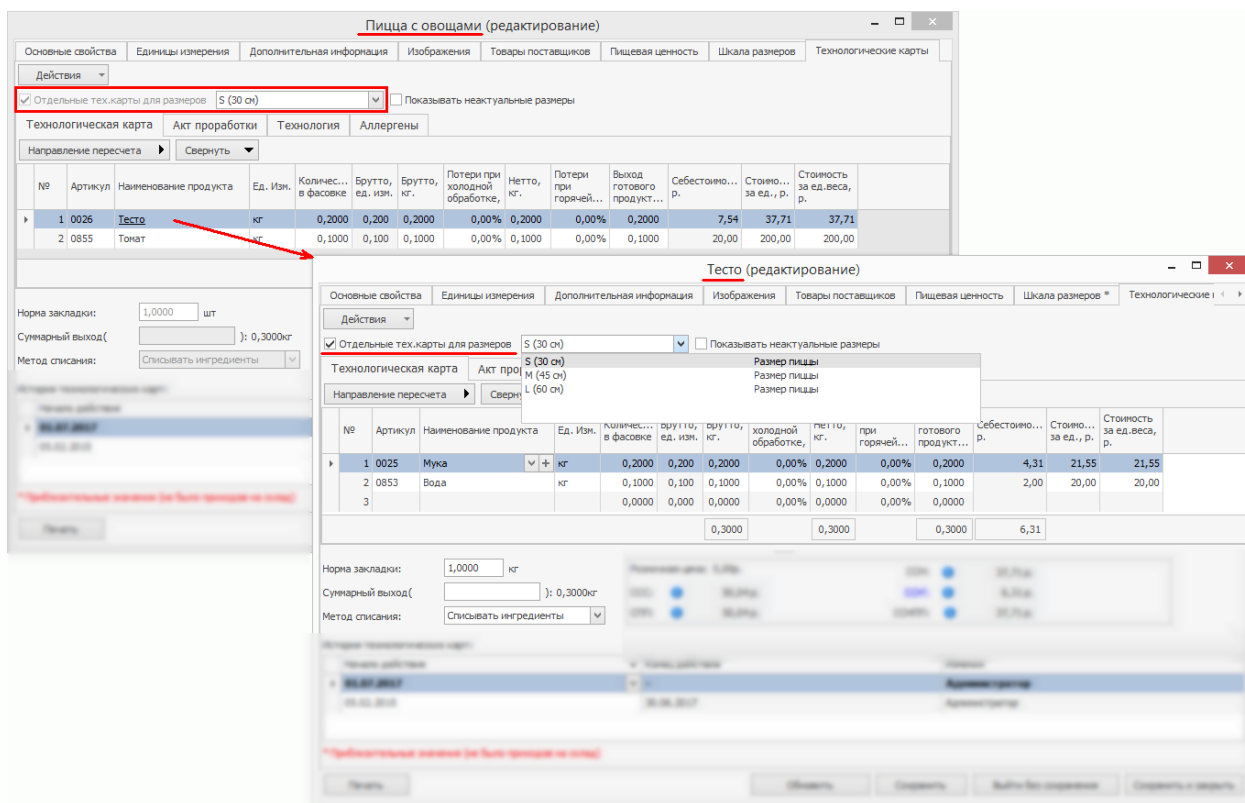 Пицца с овощами (редактирование)
Основные свойства Единицы измерения Дополнительная информация Изображения Товары поставщиков Пищевая ценность Шкала размеров Технологические карты
Действия
Отдельные тех.карты для размеров S (30 см) Показывать неактуальные размеры
Технологическая карта Акт проработки Технология Аллергены
Направление пересчета Свернуть
№ Артикул Наименование продукта Ед. Изм. Количес... в фасовке Брутто, ед. изм. Брутто, кг. Потери при холодной обработке, Нетто, кг. Потери при горячей... Выход готового продукт... Себестоимо... р. Стоимо... за ед., р. Стоимость за ед.веса, р.
1 0026 Тесто кг 0,2000 0,200 0,2000 0,00% 0,2000 0,00% 0,2000 7,54 37,71 37,71
2 0855 Томат кг 0,1000 0,100 0,1000 0,00% 0,1000 0,00% 0,1000 20,00 200,00 200,00
Норма закладки: 1,0000 шт
Суммарный выход( ): 0,3000кг
Метод списания: Списывать ингредиенты
Тесто (редактирование)
Основные свойства Единицы измерения Дополнительная информация Изображения Товары поставщиков Пищевая ценность Шкала размеров * Технологические
Действия
Отдельные тех.карты для размеров S (30 см) Показывать неактуальные размеры
S (30 см) Размер пиццы
M (45 см) Размер пиццы
L (60 см) Размер пиццы
Технологическая карта Акт про
Направление пересчета Сверн
№ Артикул Наименование продукта Ед. Изм. Количес... в фасовке Брутто, ед. изм. Брутто, кг. холодной обработке, Нетто, кг. при горячей... готового продукт... Себестоимо... р. Стоимо... за ед., р. Стоимость за ед.веса, р.
1 0025 Мука кг 0,2000 0,200 0,2000 0,00% 0,2000 0,00% 0,2000 4,31 21,55 21,55
2 0853 Вода кг 0,1000 0,100 0,1000 0,00% 0,1000 0,00% 0,1000 2,00 20,00 20,00
3 0,0000 0,000 0,0000 0,00% 0,0000 0,00% 0,0000
0,3000 0,3000 0,3000 6,31
Норма закладки: 1,0000 кг
Суммарный выход( ): 0,3000кг
Метод списания: Списывать ингредиенты